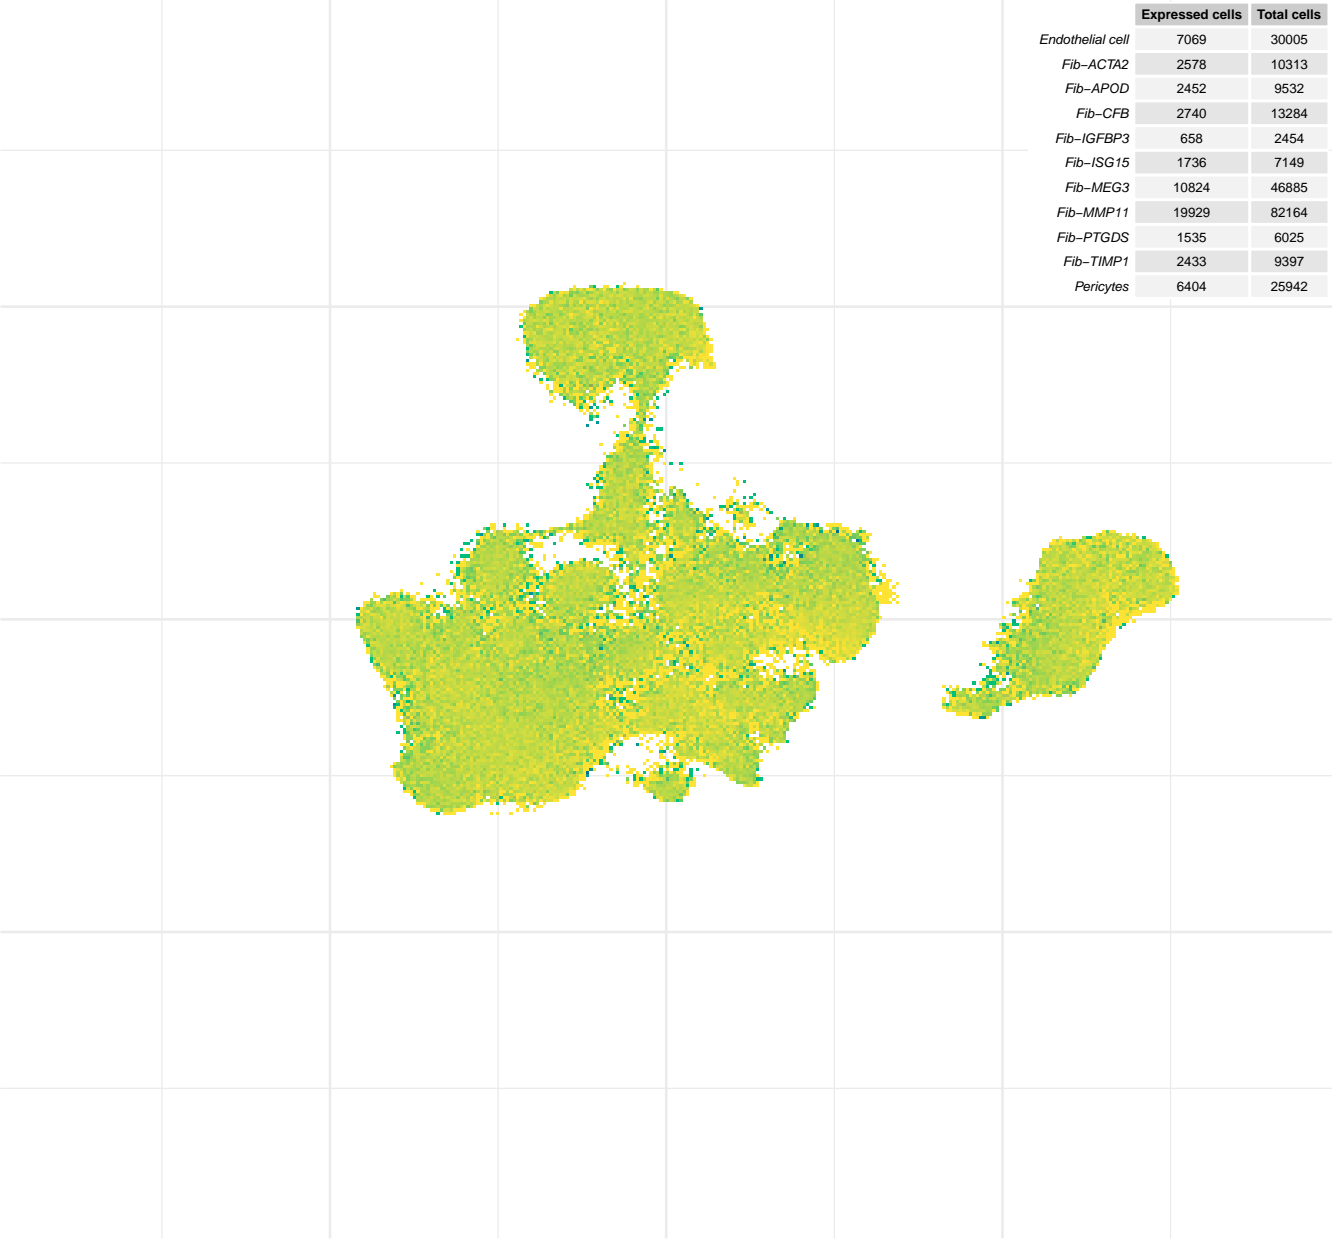 Expressed cells Total cells
Endothelial cell 7069 30005
Fib−ACTA2 2578 10313
Fib−APOD 2452 9532
Fib−CFB 2740 13284
Fib−IGFBP3 658 2454
Fib−ISG15 1736 7149
Fib−MEG3 10824 46885
Fib−MMP11 19929 82164
Fib−PTGDS 1535 6025
Fib−TIMP1 2433 9397
Pericytes 6404 25942